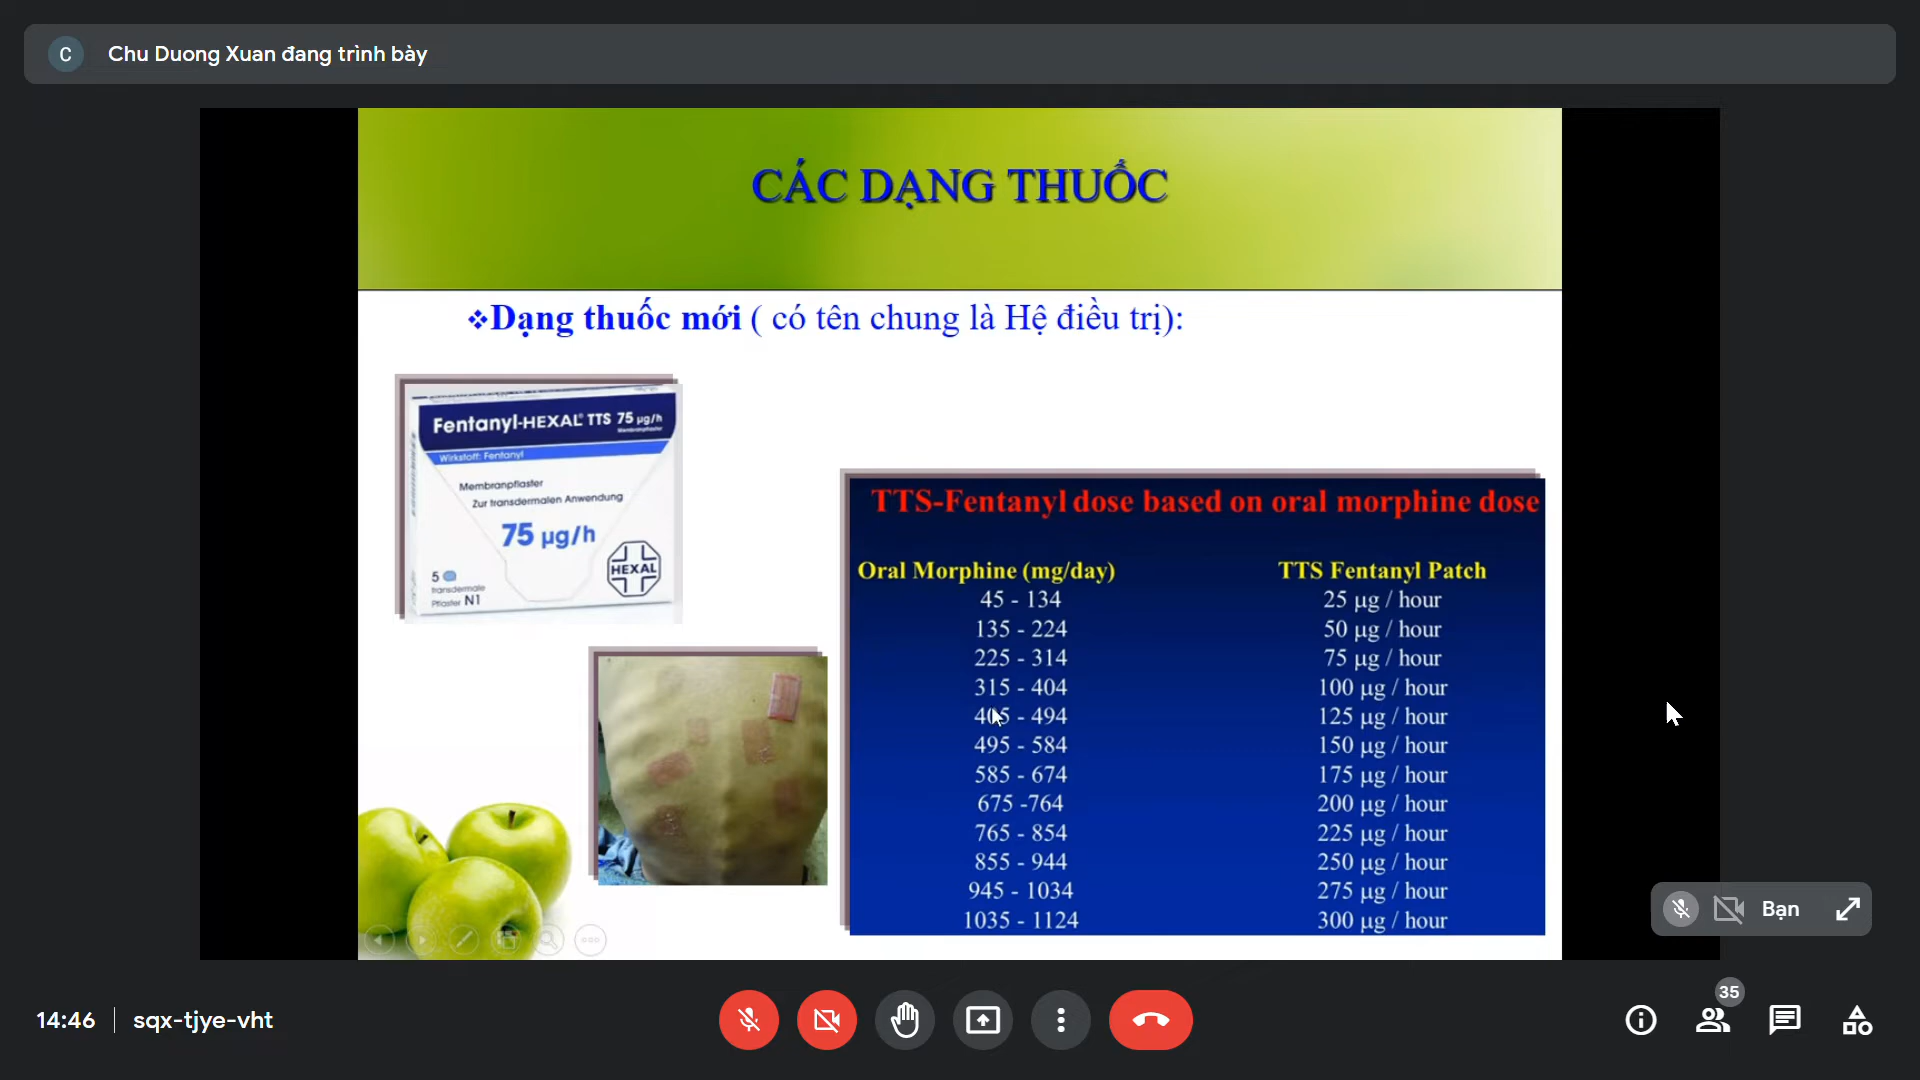 C
Chu Duong Xuan đang trình bày
CÁC DẠNG THUỐC
❖Dạng thuốc mới ( có tên chung là Hệ điều trị):
Fentanyl-HEXAL® TTS 75 µg/h
Membranpflaster
Wirkstoff: Fentanyl
Membranpflaster
Zur transdermalen Anwendung
75 µg/h
HEXAL
5
transdermale
Pflaster N1
TTS-Fentanyl dose based on oral morphine dose
Oral Morphine (mg/day) TTS Fentanyl Patch
45 - 134 25 µg / hour
135 - 224 50 µg / hour
225 - 314 75 µg / hour
315 - 404 100 µg / hour
405 - 494 125 µg / hour
495 - 584 150 µg / hour
585 - 674 175 µg / hour
675 -764 200 µg / hour
765 - 854 225 µg / hour
855 - 944 250 µg / hour
945 - 1034 275 µg / hour
1035 - 1124 300 µg / hour
Bạn
14:46
sqx-tjye-vht
35